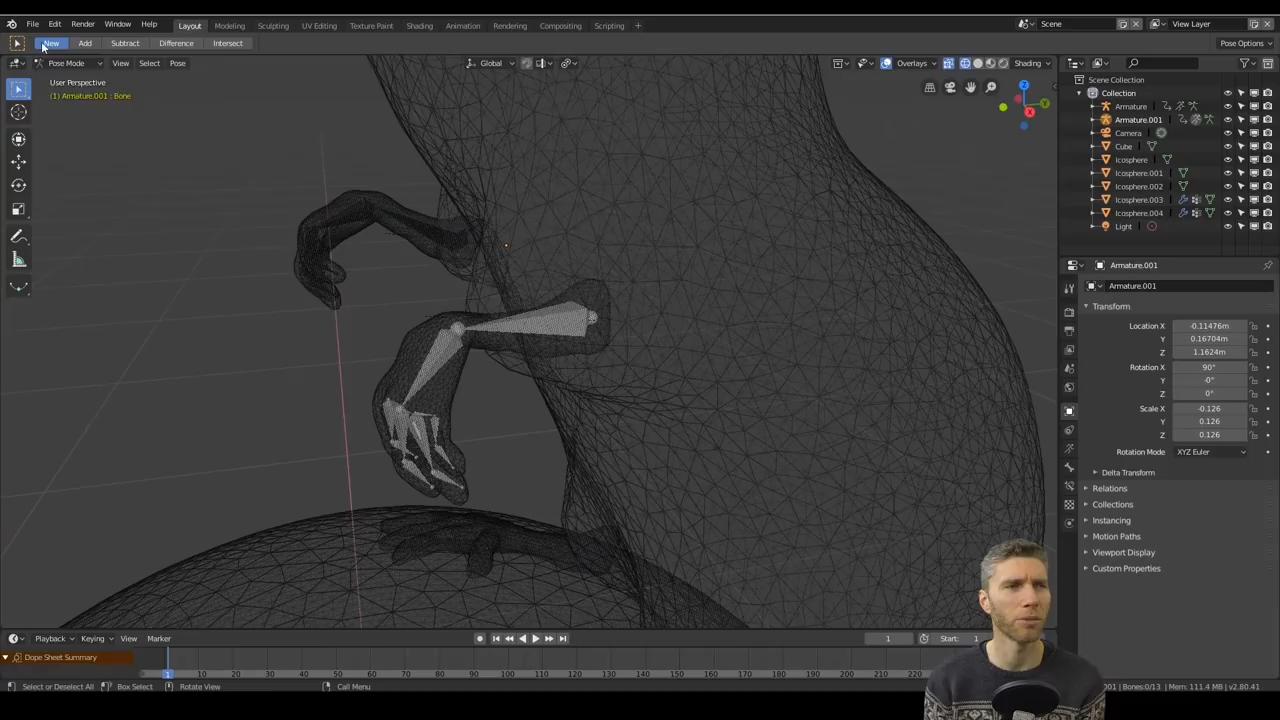 File Edit Render Window Help Layout Modeling Sculpting UV Editing Texture Paint Shading Animation Rendering Compositing Scripting + Scene View Layer
New Add Subtract Difference Intersect Pose Options
Pose Mode View Select Pose Global Overlays Shading
User Perspective
(1) Armature.001 : Bone
Scene Collection
Collection
Armature
Armature.001
Camera
Cube
Icosphere
Icosphere.001
Icosphere.002
Icosphere.003
Icosphere.004
Light
Armature.001
Armature.001
Transform
Location X -0.11476m
Y 0.16704m
Z 1.1624m
Rotation X 90°
Y -0°
Z 0°
Scale X -0.126
Y 0.126
Z 0.126
Rotation Mode XYZ Euler
Delta Transform
Relations
Collections
Instancing
Motion Paths
Viewport Display
Custom Properties
Playback Keying View Marker 1 Start: 1
Dope Sheet Summary
1 10 20 30 40 50 60 70 80 90 100 110 120 130 140 150 160 170 180 190 200 210 220
Select or Deselect All Box Select Rotate View Call Menu 001 | Bones:0/13 | Mem: 111.4 MB | v2.80.41
X Y Z